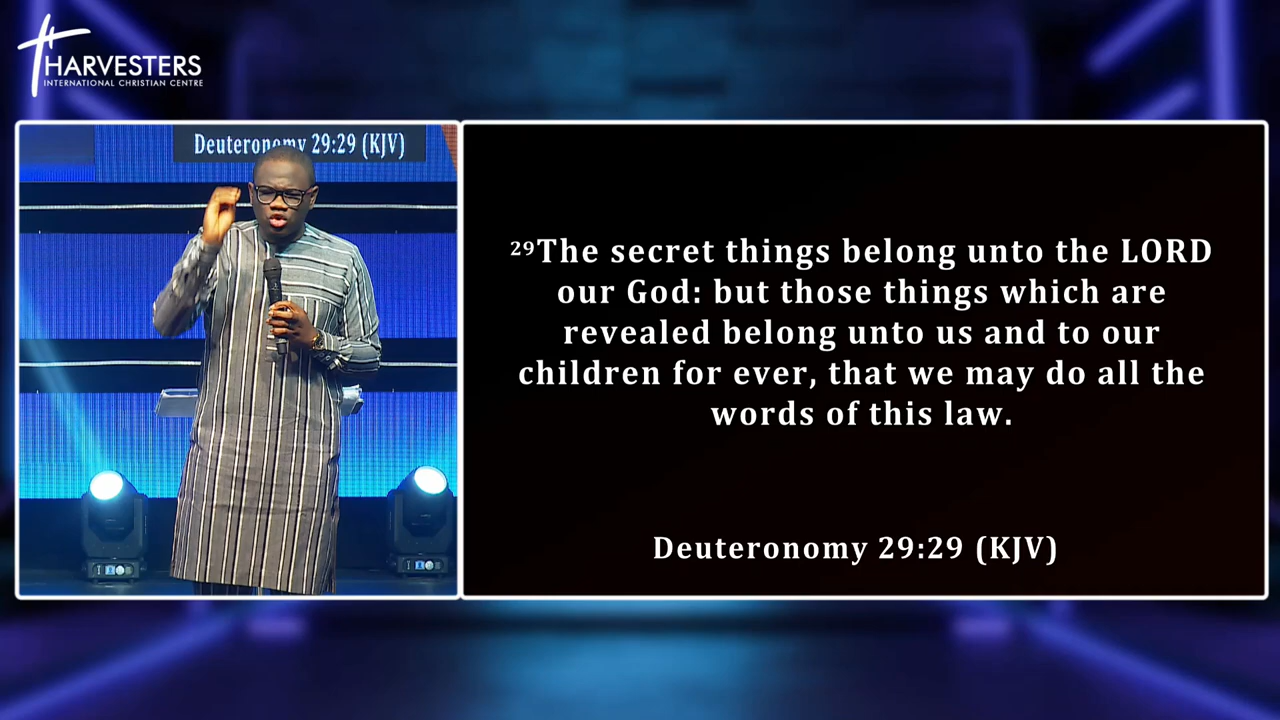 HARVESTERS
INTERNATIONAL CHRISTIAN CENTRE
Deuteronomy 29:29 (KJV)
29The secret things belong unto the LORD
our God: but those things which are
revealed belong unto us and to our
children for ever, that we may do all the
words of this law.
Deuteronomy 29:29 (KJV)